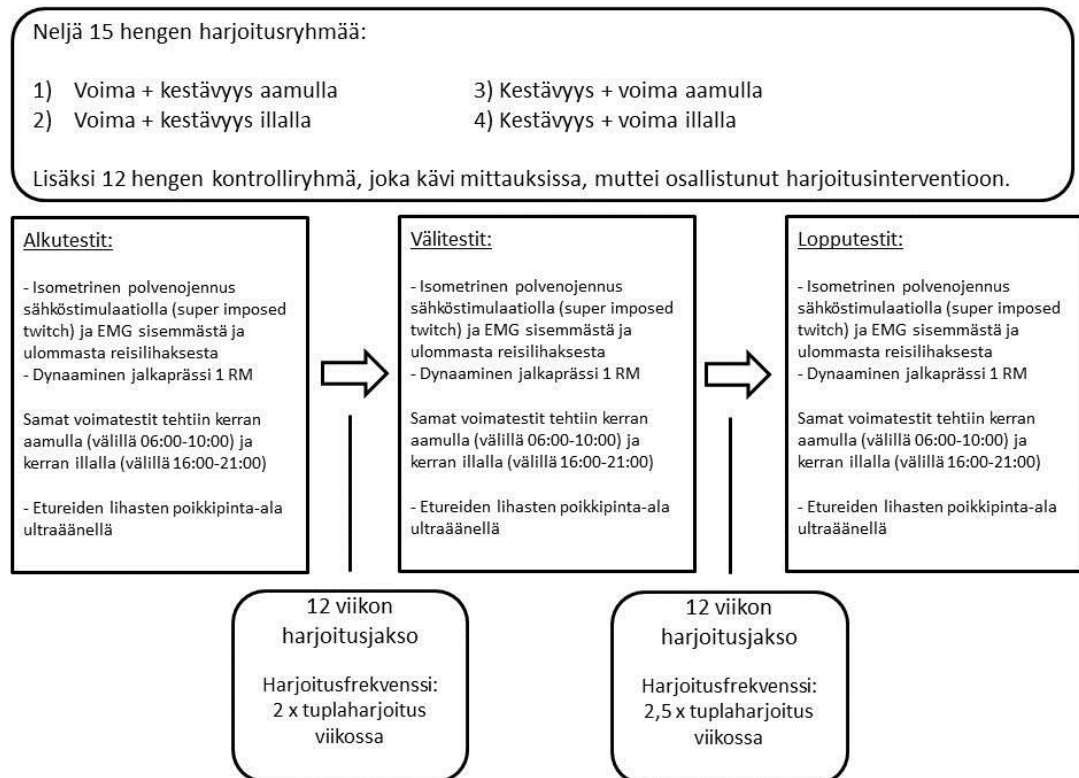 Neljä 15 hengen harjoitusryhmää:
1) Voima + kestävyys aamulla
2) Voima + kestävyys illalla
3) Kestävyys + voima aamulla
4) Kestävyys + voima illalla
Lisäksi 12 hengen kontrolliryhmä, joka kävi mittauksissa, muttei osallistunut harjoitusinterventioon.
Alkutestit:
- Isometrinen polvenojennus
sähköstimulaatiolla (super imposed
twitch) ja EMG sisemmästä ja
ulommasta reisilihaksesta
- Dynaaminen jalkaprässi 1 RM
Samat voimatestit tehtiin kerran
aamulla (välillä 06:00-10:00) ja
kerran illalla (välillä 16:00-21:00)
- Etureiden lihasten poikkipinta-ala
ultraäänellä
Välitestit:
- Isometrinen polvenojennus
sähköstimulaatiolla (super imposed
twitch) ja EMG sisemmästä ja
ulommasta reisilihaksesta
- Dynaaminen jalkaprässi 1 RM
Samat voimatestit tehtiin kerran
aamulla (välillä 06:00-10:00) ja
kerran illalla (välillä 16:00-21:00)
- Etureiden lihasten poikkipinta-ala
ultraäänellä
Lopputestit:
- Isometrinen polvenojennus
sähköstimulaatiolla (super imposed
twitch) ja EMG sisemmästä ja
ulommasta reisilihaksesta
- Dynaaminen jalkaprässi 1 RM
Samat voimatestit tehtiin kerran
aamulla (välillä 06:00-10:00) ja
kerran illalla (välillä 16:00-21:00)
- Etureiden lihasten poikkipinta-ala
ultraäänellä
12 viikon
harjoitusjakso
Harjoitusfrekvenssi:
2 x tuplaharjoitus
viikossa
12 viikon
harjoitusjakso
Harjoitusfrekvenssi:
2,5 x tuplaharjoitus
viikossa